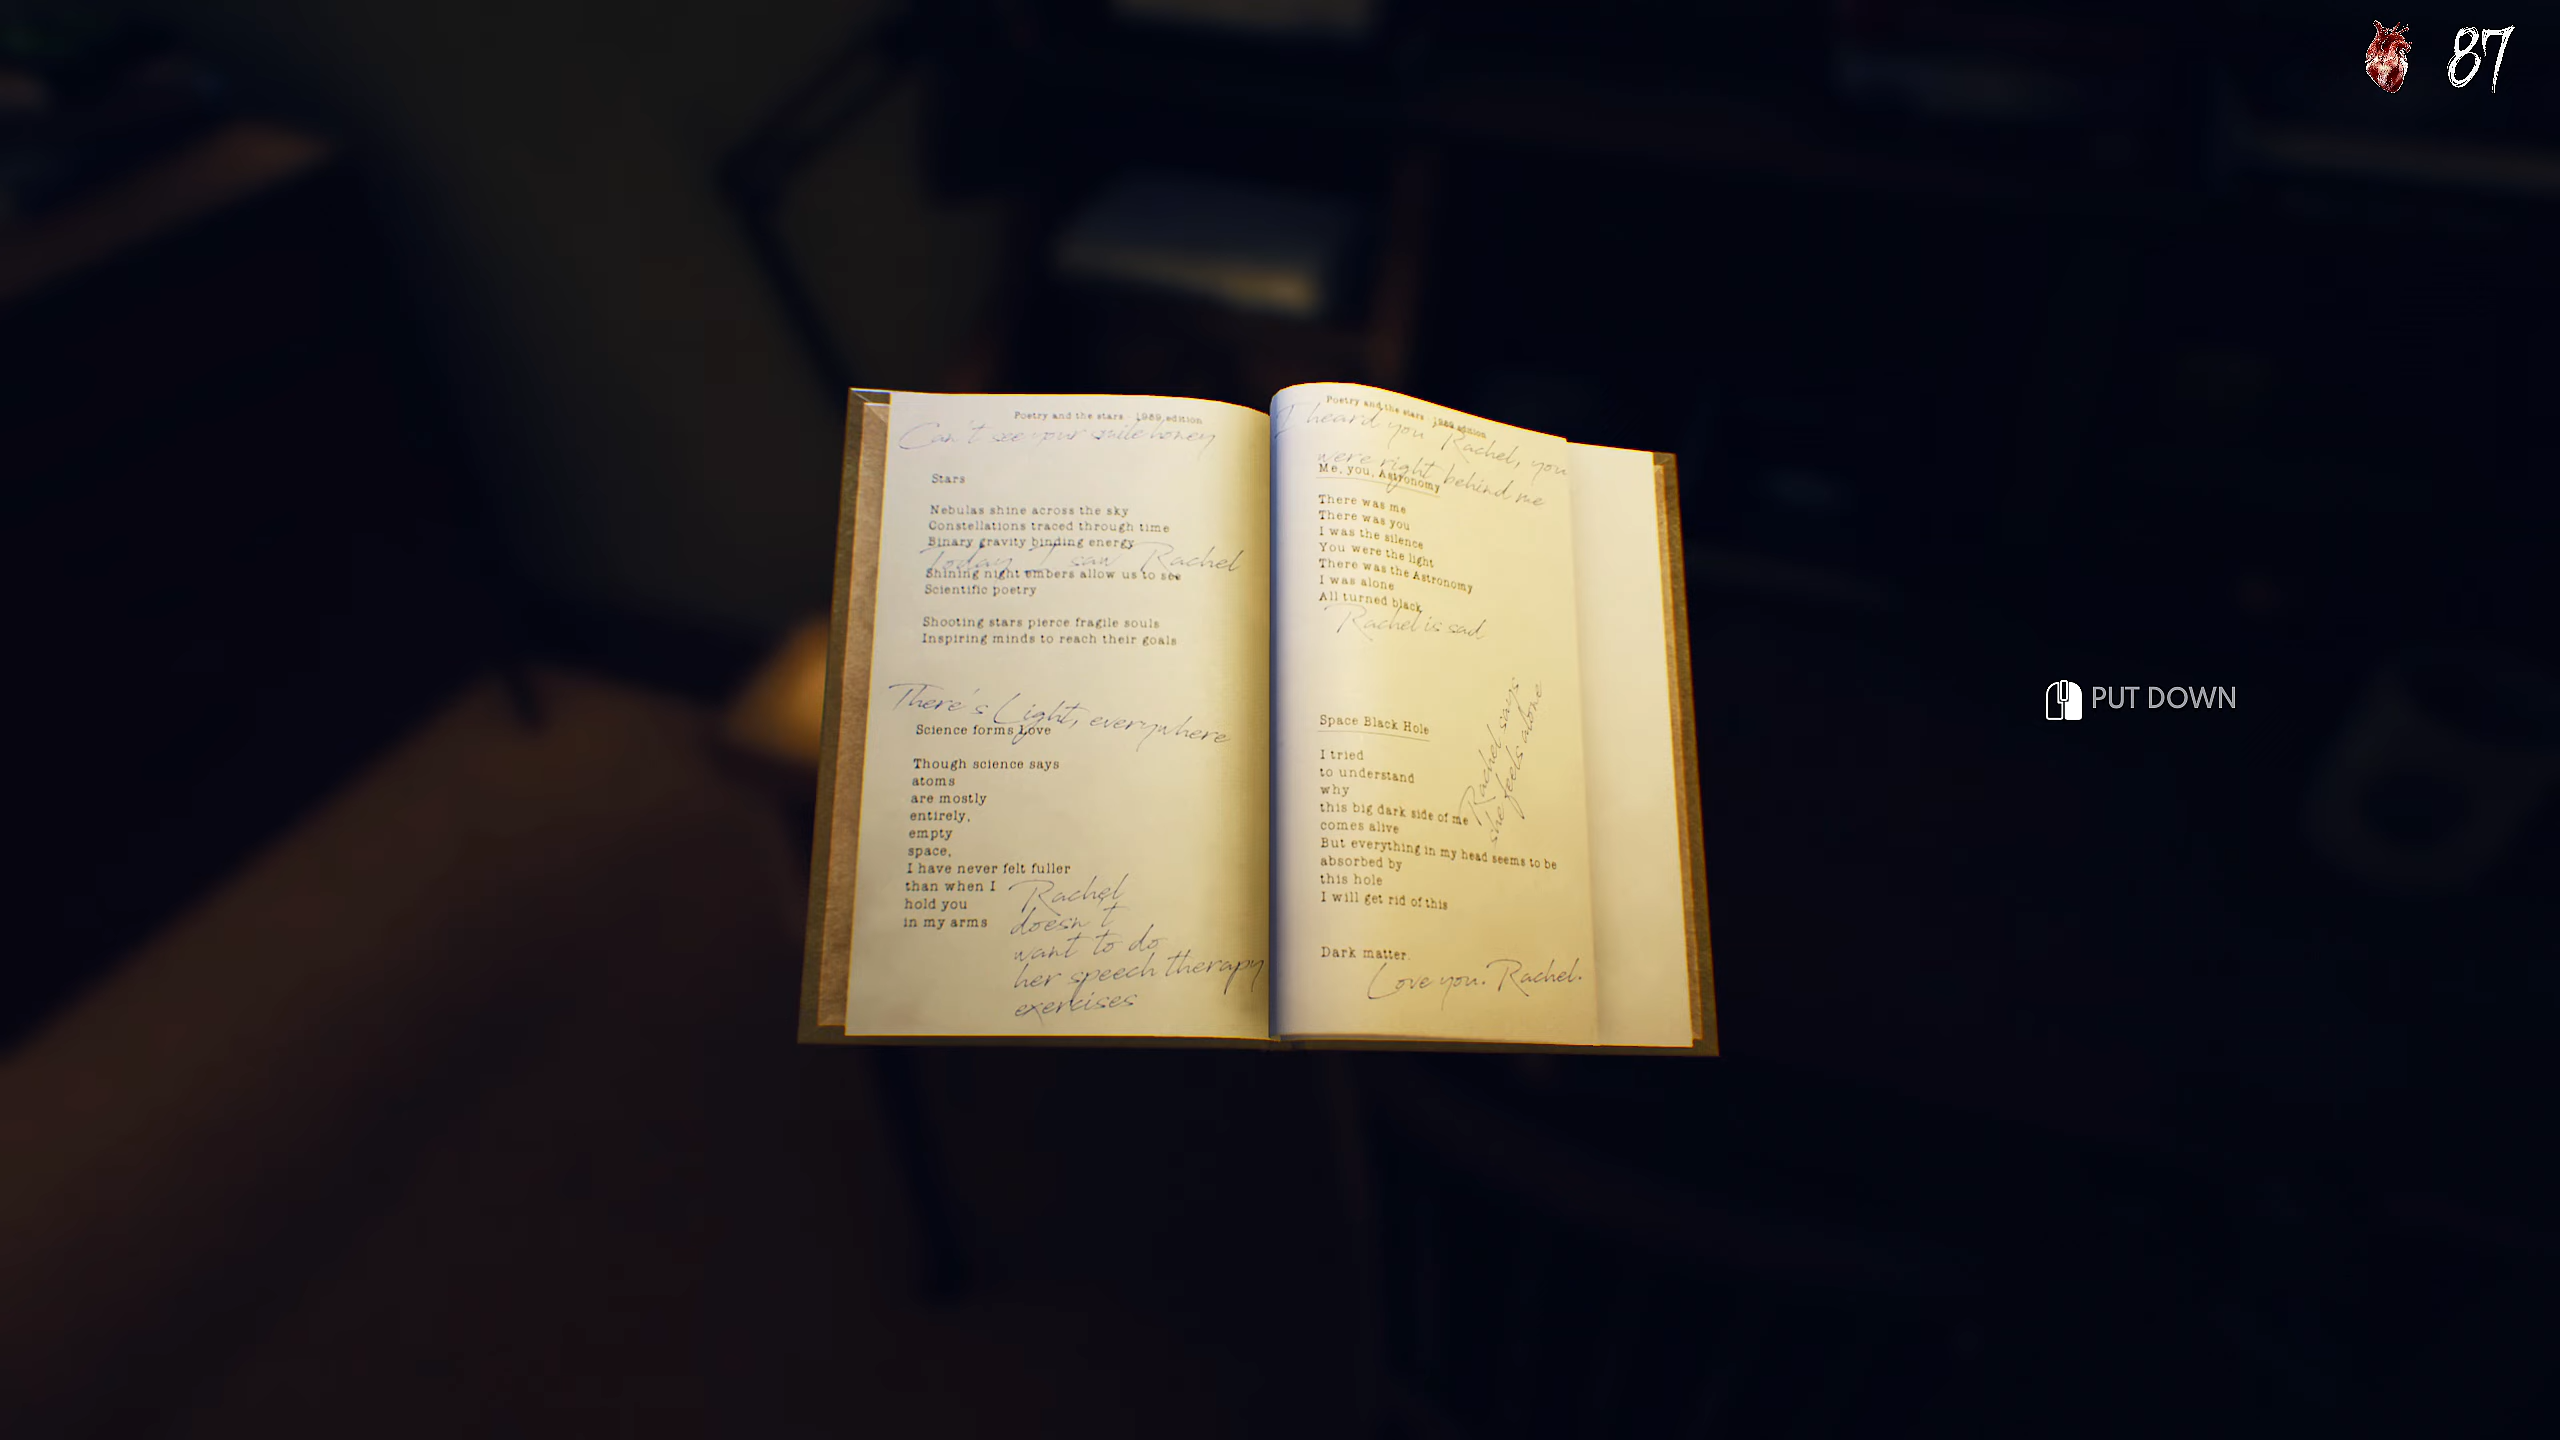 87
Poetry and the stars - 1989 edition
Can't see your smile honey
Stars
Nebulas shine across the sky
Constellations traced through time
Binary gravity binding energy
Today I saw Rachel
Shining night embers allow us to see
Scientific poetry
Shooting stars pierce fragile souls
Inspiring minds to reach their goals
There's Light, everywhere
Science forms Love
Though science says
atoms
are mostly
entirely,
empty
space,
I have never felt fuller
than when I
hold you
in my arms
Rachel
doesn't
want to do
her speech therapy
exercises
Poetry and the stars - 1989 edition
I heard you Rachel, you
were right behind me
Me, you, Astronomy
There was me
There was you
I was the silence
You were the light
There was the Astronomy
I was alone
All turned black
Rachel is sad
Rachel says
she feels alone
Space Black Hole
I tried
to understand
why
this big dark side of me
comes alive
But everything in my head seems to be
absorbed by
this hole
I will get rid of this
Dark matter.
Love you. Rachel.
PUT DOWN